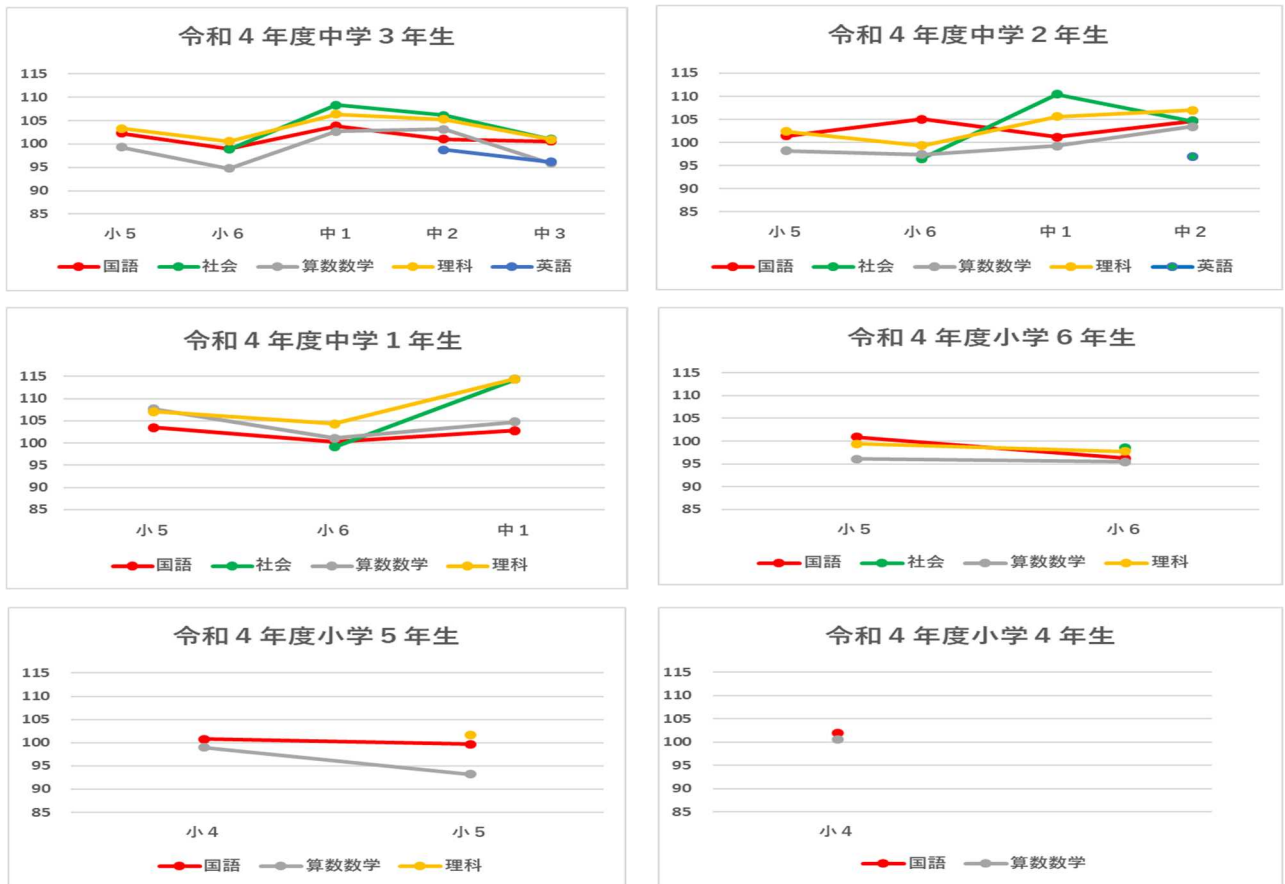 令和４年度中学３年生
115
110
105
100
95
90
85
小５ 小６ 中１ 中２ 中３
国語 社会 算数数学 理科 英語
令和４年度中学２年生
115
110
105
100
95
90
85
小５ 小６ 中１ 中２
国語 社会 算数数学 理科 英語
令和４年度中学１年生
115
110
105
100
95
90
85
小５ 小６ 中１
国語 社会 算数数学 理科
令和４年度小学６年生
115
110
105
100
95
90
85
小５ 小６
国語 社会 算数数学 理科
令和４年度小学５年生
115
110
105
100
95
90
85
小４ 小５
国語 算数数学 理科
令和４年度小学４年生
115
110
105
100
95
90
85
小４
国語 算数数学